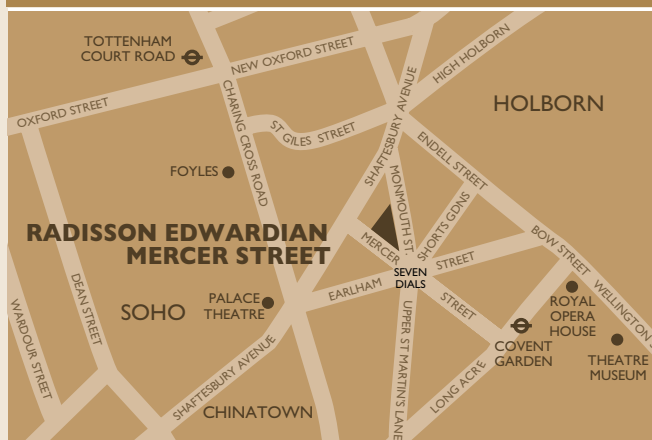 TOTTENHAM
COURT ROAD
NEW OXFORD STREET
HIGH HOLBORN
OXFORD STREET
HOLBORN
CHARING CROSS ROAD
ST GILES STREET
SHAFTESBURY AVENUE
ENDELL STREET
FOYLES
MONMOUTH ST.
SHORTS GDNS
RADISSON EDWARDIAN
MERCER STREET
MERCER
STREET
BOW STREET
SEVEN
DIALS
EARLHAM
STREET
WELLINGTON S
DEAN STREET
WARDOUR STREET
SOHO
PALACE
THEATRE
ROYAL
OPERA
HOUSE
UPPER ST MARTIN'S LANE
COVENT
GARDEN
THEATRE
MUSEUM
SHAFTESBURY AVENUE
LONG ACRE
CHINATOWN